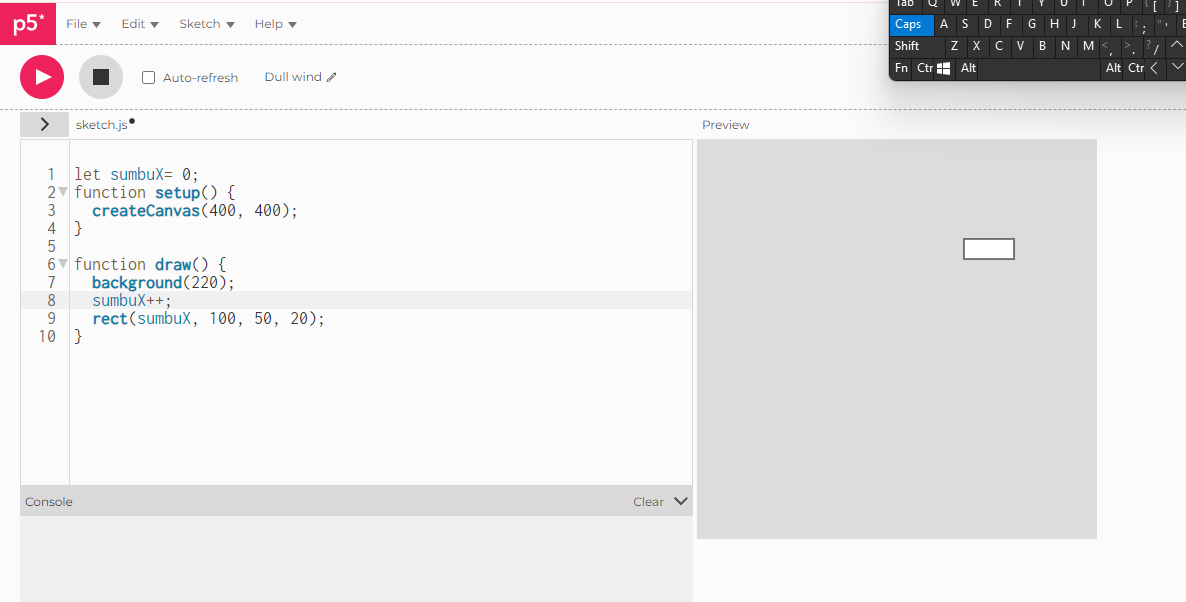 p5* File Edit Sketch Help
Auto-refresh Dull wind
sketch.js
Preview
1 let sumbuX= 0;
2 function setup() {
3 createCanvas(400, 400);
4 }
5
6 function draw() {
7 background(220);
8 sumbuX++;
9 rect(sumbuX, 100, 50, 20);
10 }
Console Clear
Tab Q W E R T Y U I O P { [ } ]
Caps A S D F G H J K L : ; " '
Shift Z X C V B N M < , > . ? /
Fn Ctr Alt Alt Ctr